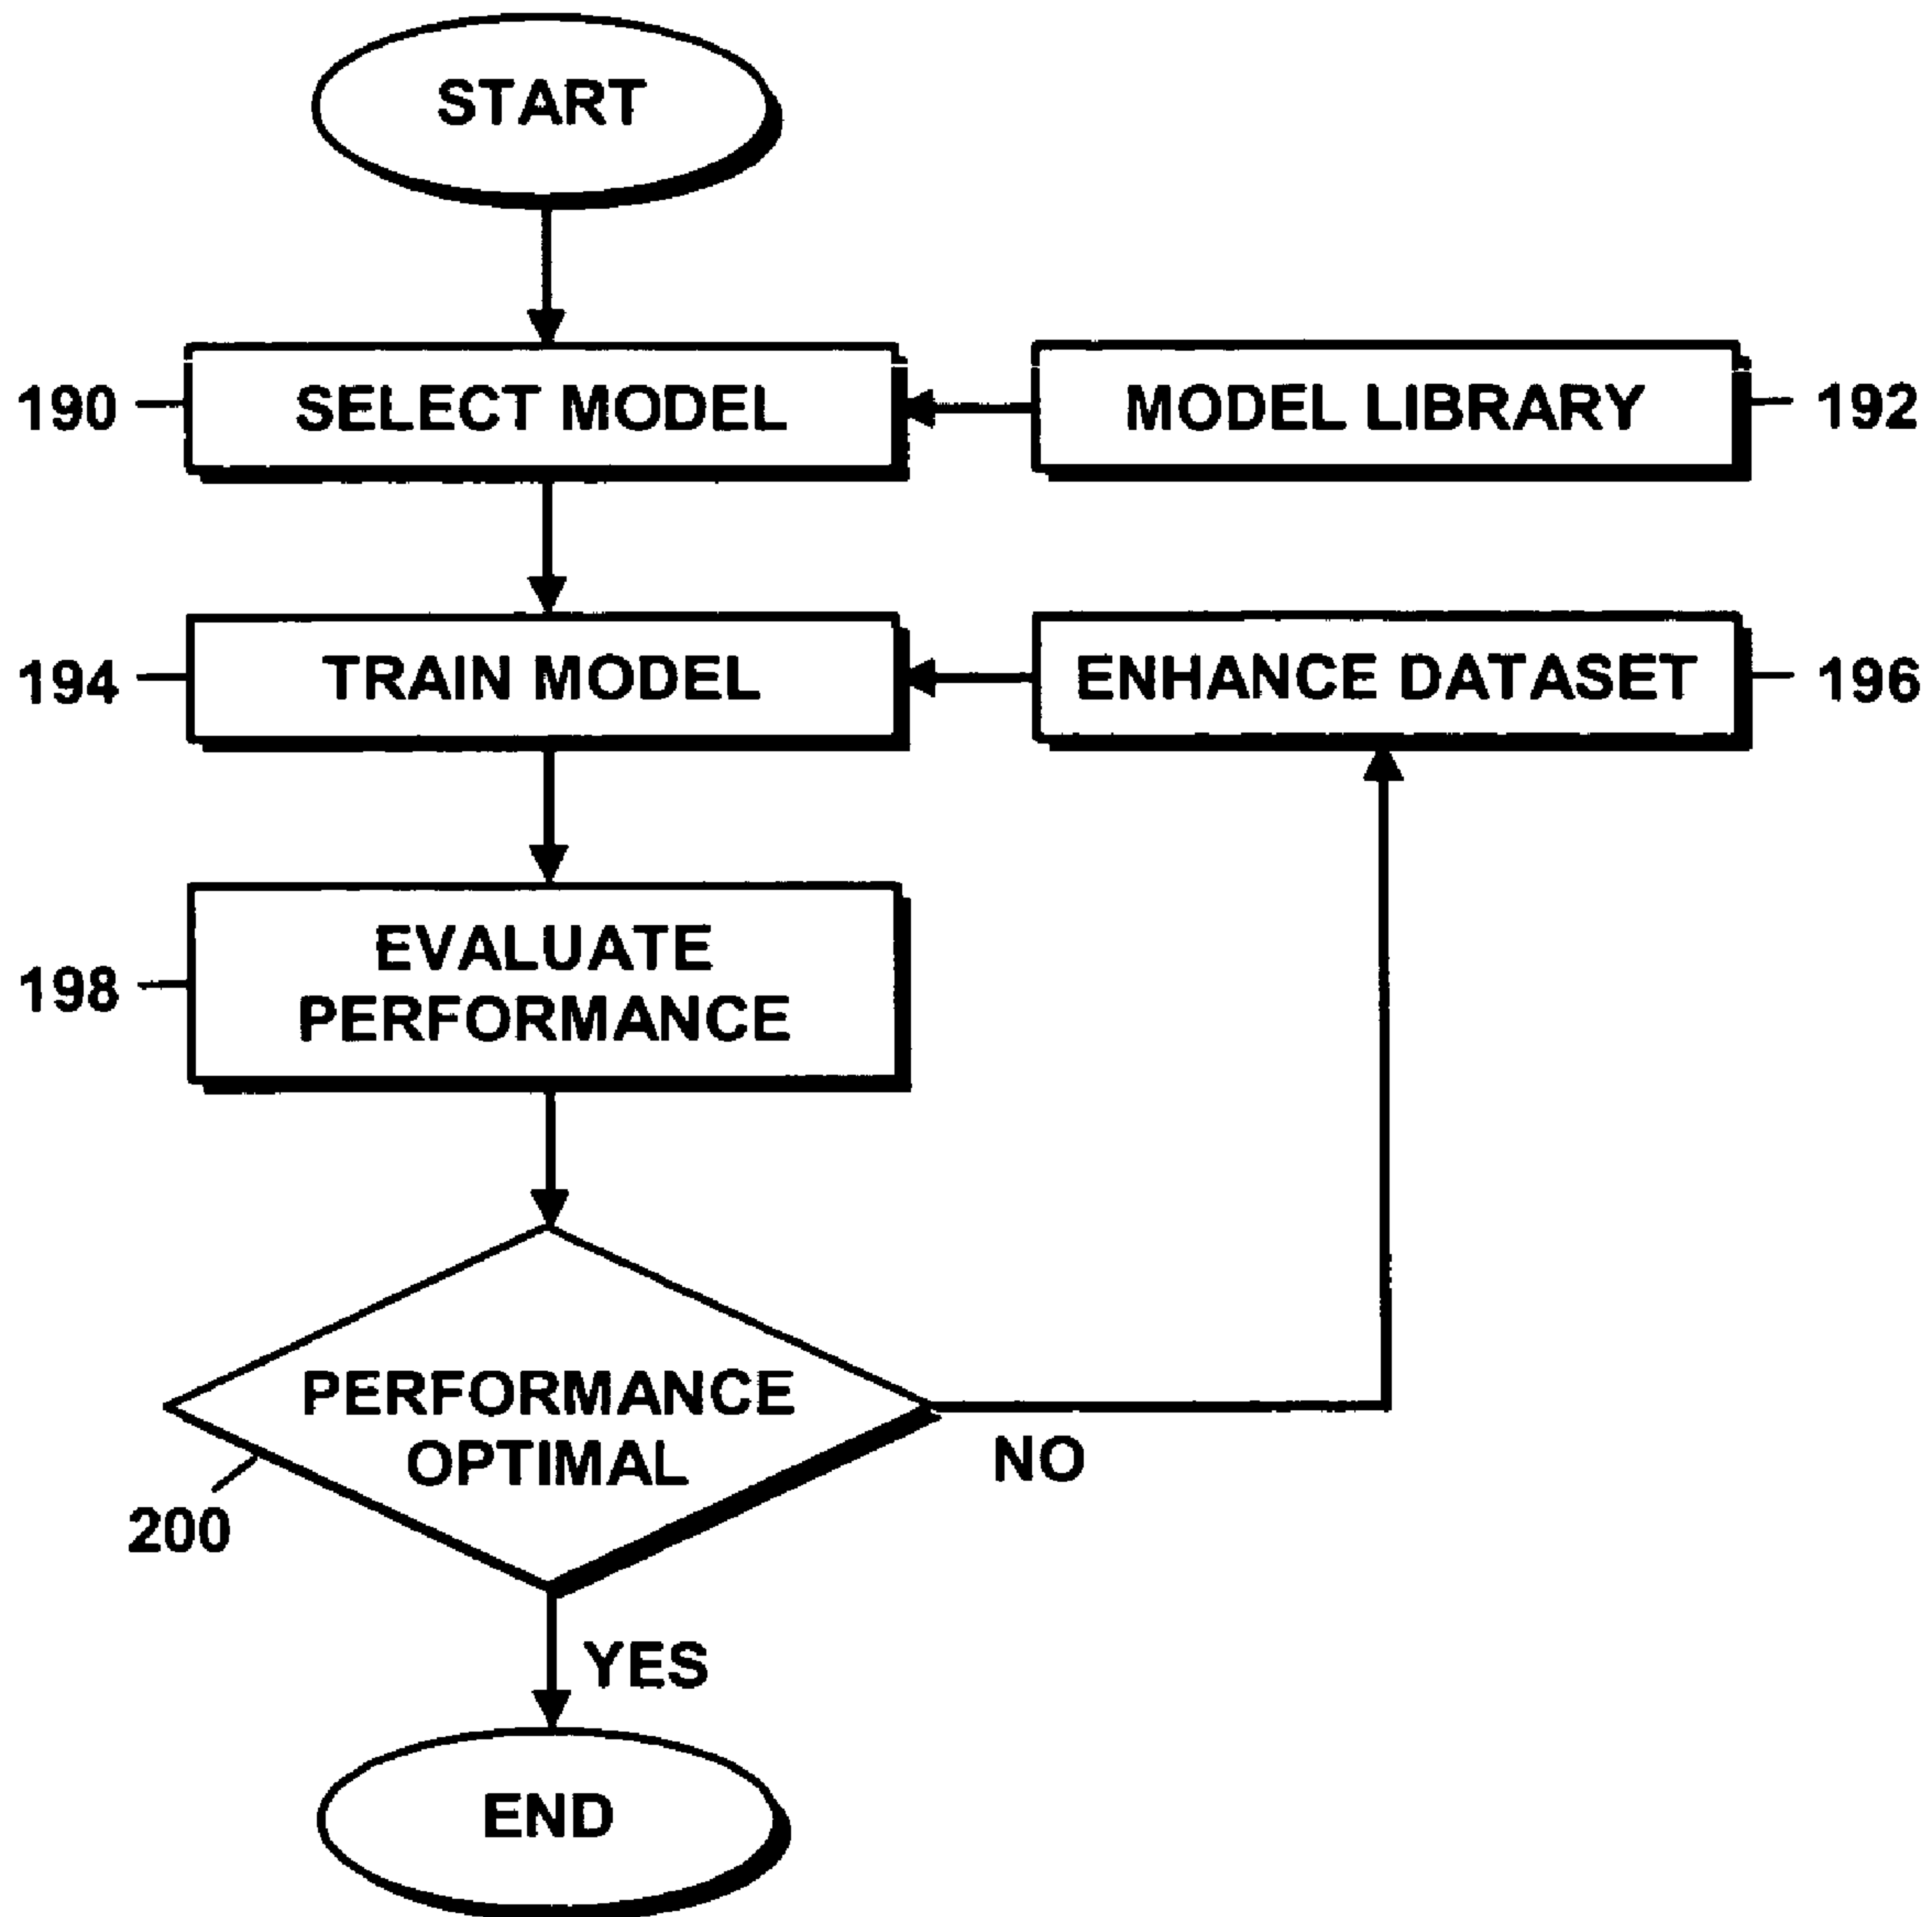 START
190
SELECT MODEL
MODEL LIBRARY
192
194
TRAIN MODEL
ENHANCE DATASET
196
198
EVALUATE
PERFORMANCE
PERFORMANCE
OPTIMAL
NO
200
YES
END